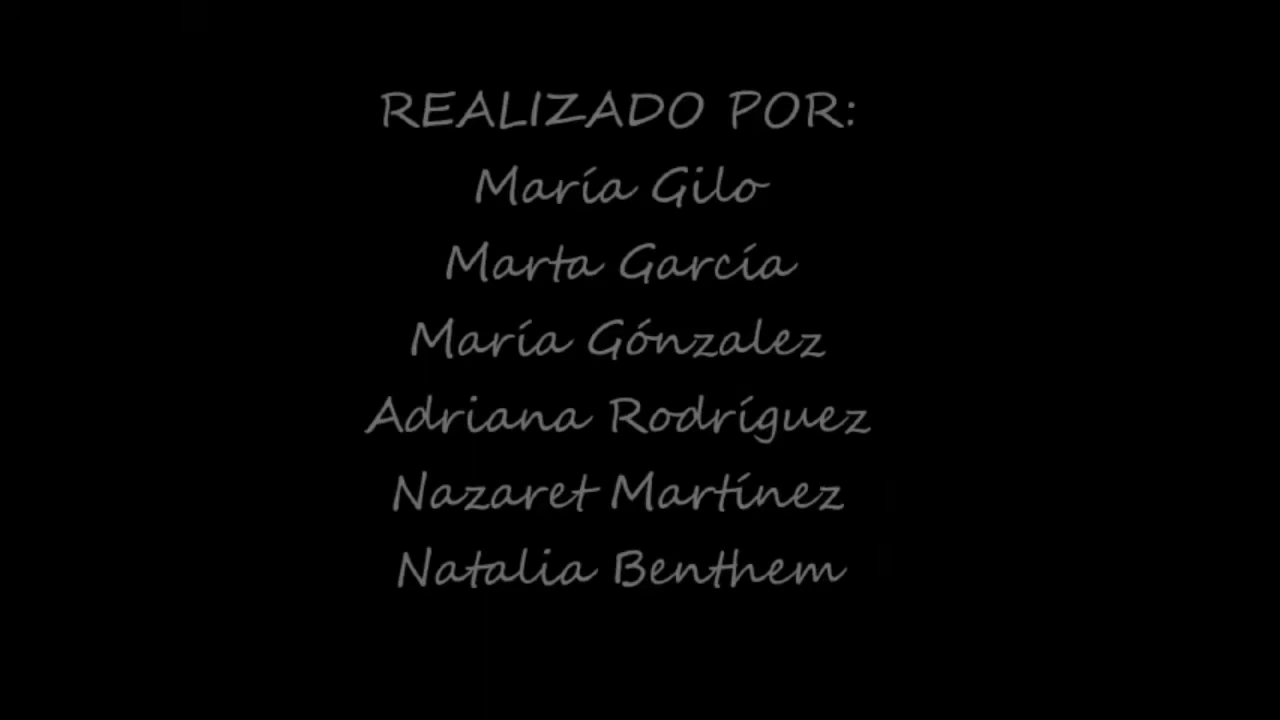 REALIZADO POR:
María Gilo
Marta García
María Gónzalez
Adriana Rodríguez
Nazaret Martínez
Natalia Benthem